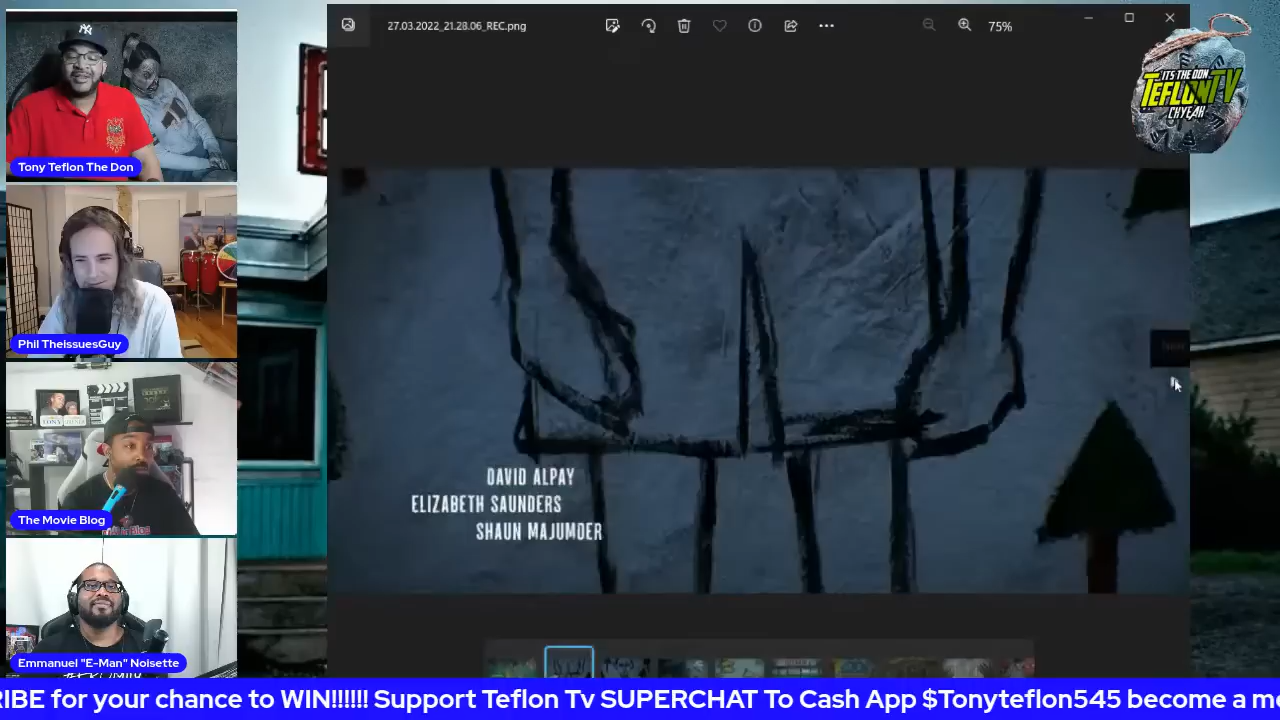 27.03.2022_21.28.06_REC.png
75%
ITS THE DON
TEFLONTV
CHYEAH
Tony Teflon The Don
Phil TheissuesGuy
The Movie Blog
Emmanuel "E-Man" Noisette
DAVID ALPAY
ELIZABETH SAUNDERS
SHAUN MAJUMDER
RIBE for your chance to WIN!!!!!! Support Teflon Tv SUPERCHAT To Cash App $Tonyteflon545 become a m